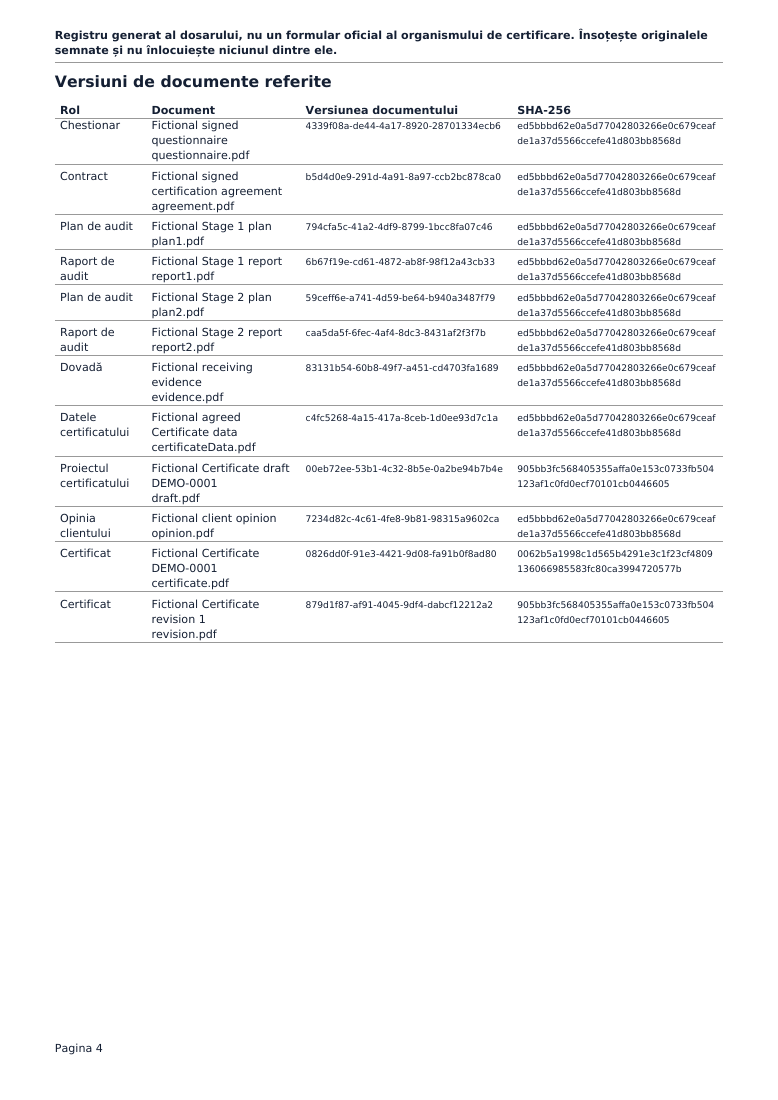 Registru generat al dosarului, nu un formular oficial al organismului de certificare. Însoțește originalele
semnate și nu înlocuiește niciunul dintre ele.
Versiuni de documente referite
Rol Document Versiunea documentului SHA-256
Chestionar Fictional signed 4339f08a-de44-4a17-8920-28701334ecb6 ed5bbbd62e0a5d77042803266e0c679ceaf
questionnaire de1a37d5566ccefe41d803bb8568d
questionnaire.pdf
Contract Fictional signed b5d4d0e9-291d-4a91-8a97-ccb2bc878ca0 ed5bbbd62e0a5d77042803266e0c679ceaf
certification agreement de1a37d5566ccefe41d803bb8568d
agreement.pdf
Plan de audit Fictional Stage 1 plan 794cfa5c-41a2-4df9-8799-1bcc8fa07c46 ed5bbbd62e0a5d77042803266e0c679ceaf
plan1.pdf de1a37d5566ccefe41d803bb8568d
Raport de Fictional Stage 1 report 6b67f19e-cd61-4872-ab8f-98f12a43cb33 ed5bbbd62e0a5d77042803266e0c679ceaf
audit report1.pdf de1a37d5566ccefe41d803bb8568d
Plan de audit Fictional Stage 2 plan 59ceff6e-a741-4d59-be64-b940a3487f79 ed5bbbd62e0a5d77042803266e0c679ceaf
plan2.pdf de1a37d5566ccefe41d803bb8568d
Raport de Fictional Stage 2 report caa5da5f-6fec-4af4-8dc3-8431af2f3f7b ed5bbbd62e0a5d77042803266e0c679ceaf
audit report2.pdf de1a37d5566ccefe41d803bb8568d
Dovadă Fictional receiving 83131b54-60b8-49f7-a451-cd4703fa1689 ed5bbbd62e0a5d77042803266e0c679ceaf
evidence de1a37d5566ccefe41d803bb8568d
evidence.pdf
Datele Fictional agreed c4fc5268-4a15-417a-8ceb-1d0ee93d7c1a ed5bbbd62e0a5d77042803266e0c679ceaf
certificatului Certificate data de1a37d5566ccefe41d803bb8568d
certificateData.pdf
Proiectul Fictional Certificate draft 00eb72ee-53b1-4c32-8b5e-0a2be94b7b4e 905bb3fc568405355affa0e153c0733fb504
certificatului DEMO-0001 123af1c0fd0ecf70101cb0446605
draft.pdf
Opinia Fictional client opinion 7234d82c-4c61-4fe8-9b81-98315a9602ca ed5bbbd62e0a5d77042803266e0c679ceaf
clientului opinion.pdf de1a37d5566ccefe41d803bb8568d
Certificat Fictional Certificate 0826dd0f-91e3-4421-9d08-fa91b0f8ad80 0062b5a1998c1d565b4291e3c1f23cf4809
DEMO-0001 136066985583fc80ca3994720577b
certificate.pdf
Certificat Fictional Certificate 879d1f87-af91-4045-9df4-dabcf12212a2 905bb3fc568405355affa0e153c0733fb504
revision 1 123af1c0fd0ecf70101cb0446605
revision.pdf
Pagina 4